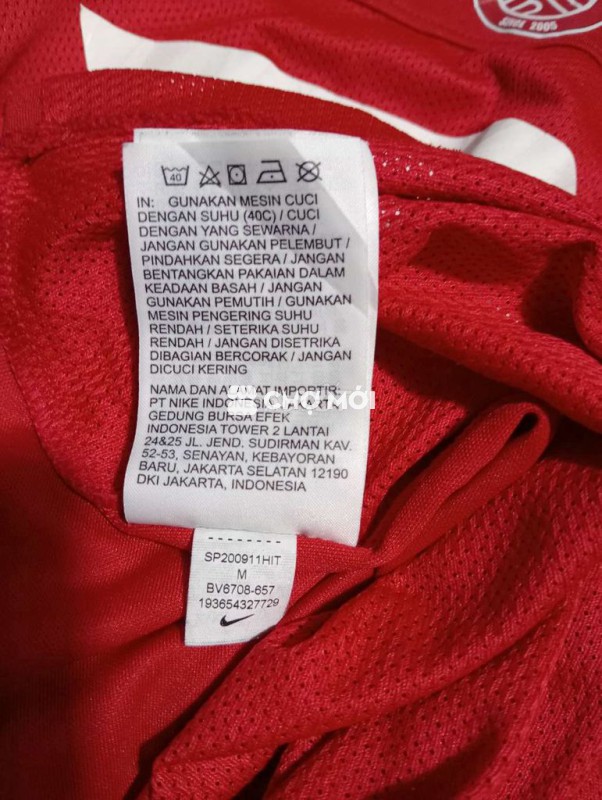 SINCE 2005
40
IN: GUNAKAN MESIN CUCI
DENGAN SUHU (40C) / CUCI
DENGAN YANG SEWARNA /
JANGAN GUNAKAN PELEMBUT /
PINDAHKAN SEGERA / JANGAN
BENTANGKAN PAKAIAN DALAM
KEADAAN BASAH / JANGAN
GUNAKAN PEMUTIH / GUNAKAN
MESIN PENGERING SUHU
RENDAH / SETERIKA SUHU
RENDAH / JANGAN DISETRIKA
DIBAGIAN BERCORAK / JANGAN
DICUCI KERING
NAMA DAN ALAMAT IMPORTIR:
PT NIKE INDONESIA, JAKARTA
CHỢ MỚI
GEDUNG BURSA EFEK
INDONESIA TOWER 2 LANTAI
24&25 JL. JEND. SUDIRMAN KAV.
52-53, SENAYAN, KEBAYORAN
BARU, JAKARTA SELATAN 12190
DKI JAKARTA, INDONESIA
SP200911HIT
M
BV6708-657
193654327729